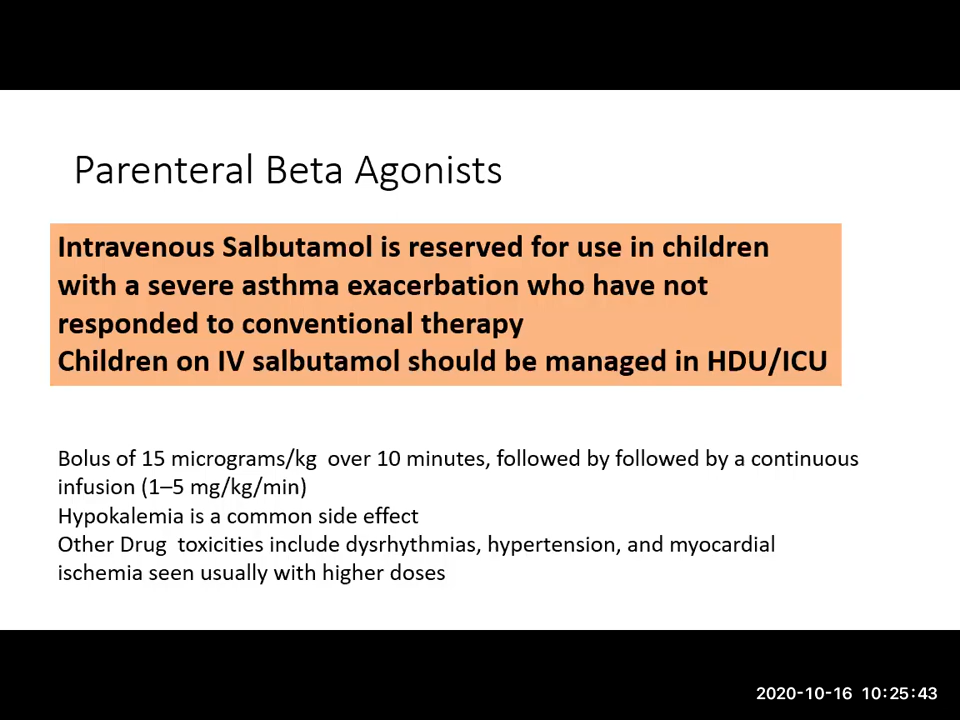 Parenteral Beta Agonists
Intravenous Salbutamol is reserved for use in children
with a severe asthma exacerbation who have not
responded to conventional therapy
Children on IV salbutamol should be managed in HDU/ICU
Bolus of 15 micrograms/kg  over 10 minutes, followed by followed by a continuous
infusion (1–5 mg/kg/min)
Hypokalemia is a common side effect
Other Drug  toxicities include dysrhythmias, hypertension, and myocardial
ischemia seen usually with higher doses
2020-10-16  10:25:43